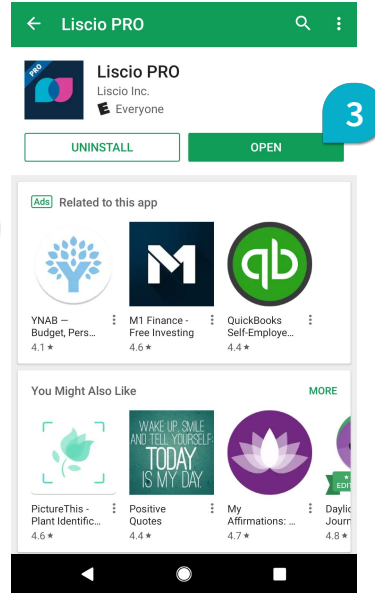 Liscio PRO
PRO
Liscio PRO
Liscio Inc.
E Everyone
3
UNINSTALL
OPEN
Ads Related to this app
M
qb
YNAB — Budget, Pers...
4.1 ★
M1 Finance - Free Investing
4.6 ★
QuickBooks Self-Employe...
4.4 ★
You Might Also Like
MORE
WAKE UP, SMILE
AND TELL YOURSELF:
TODAY
IS MY DAY.
EDIT
PictureThis - Plant Identific...
4.6 ★
Positive Quotes
4.4 ★
My Affirmations: ...
4.7 ★
Daylio
Journ
4.8 ★